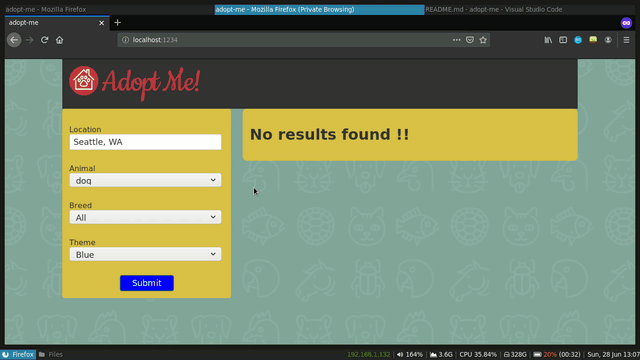 adopt-me - Mozilla Firefox
adopt-me - Mozilla Firefox (Private Browsing)
README.md - adopt-me - Visual Studio Code
adopt-me
localhost:1234
Adopt Me!
Location
Seattle, WA
No results found !!
Animal
dog
Breed
All
Theme
Blue
Submit
Firefox
Files
192.168.1.132
164%
3.6G
CPU 35.84%
328G
20% (00:32)
Sun, 28 Jun 13:07